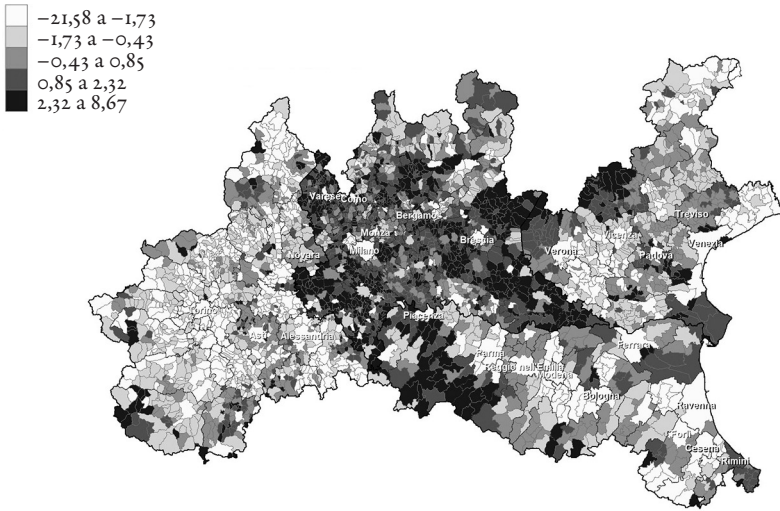 −21,58 a −1,73
−1,73 a −0,43
−0,43 a 0,85
0,85 a 2,32
2,32 a 8,67
Varese
Como
Bergamo
Treviso
Monza
Vicenza
Brescia
Venezia
Milano
Verona
Padova
Novara
Torino
Piacenza
Asti
Alessandria
Ferrara
Parma
Reggio nell'Emilia
Modena
Bologna
Ravenna
Forlì
Cesena
Rimini